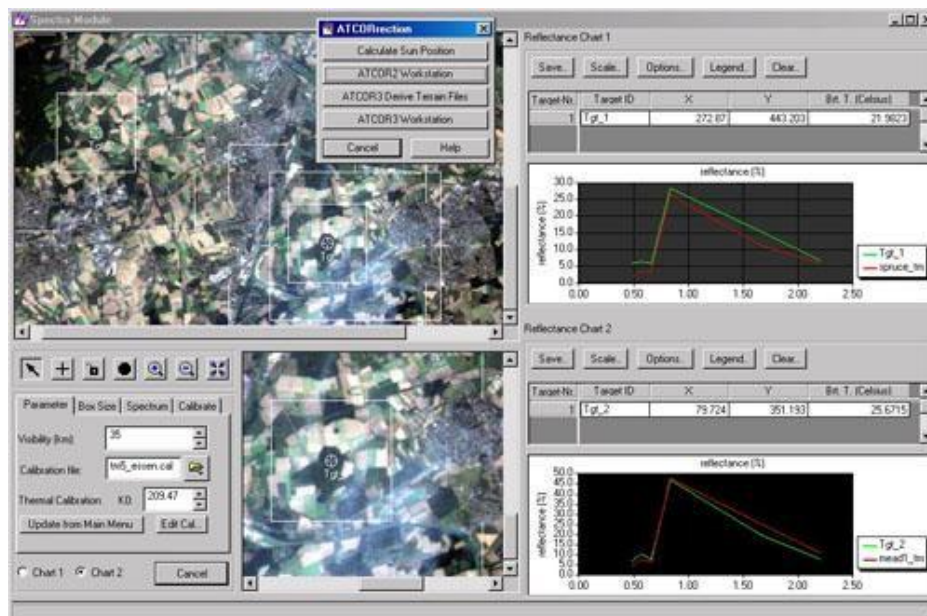 Spectra Module
ATCORrection
Calculate Sun Position
ATCOR2 Workstation
ATCOR3 Derive Terrain Files
ATCOR3 Workstation
Cancel Help
Reflectance Chart 1
Save.. Scale.. Options.. Legend.. Clear..
Target-Nr. Target ID X Y Brt. T. (Celsius)
1 Tgt_1 272.87 443.203 21.9823
reflectance [%]
reflectance [%]
30.0
25.0
20.0
15.0
10.0
5.0
0.0
0.00 0.50 1.00 1.50 2.00 2.50
Tgt_1
spruce_tm
Reflectance Chart 2
Save.. Scale.. Options.. Legend.. Clear..
Target-Nr. Target ID X Y Brt. T. (Celsius)
1 Tgt_2 79.724 351.193 25.6715
reflectance [%]
reflectance [%]
50.0
45.0
40.0
35.0
30.0
25.0
20.0
15.0
10.0
5.0
0.0
0.00 0.50 1.00 1.50 2.00 2.50
Tgt_2
mead1_tm
Parameter Box Size Spectrum Calibrate
Visibility (km): 35
Calibration file: tm5_eissen.cal
Thermal Calibration: K0: 209.47
Update from Main Menu Edit Cal...
Chart 1 Chart 2 Cancel